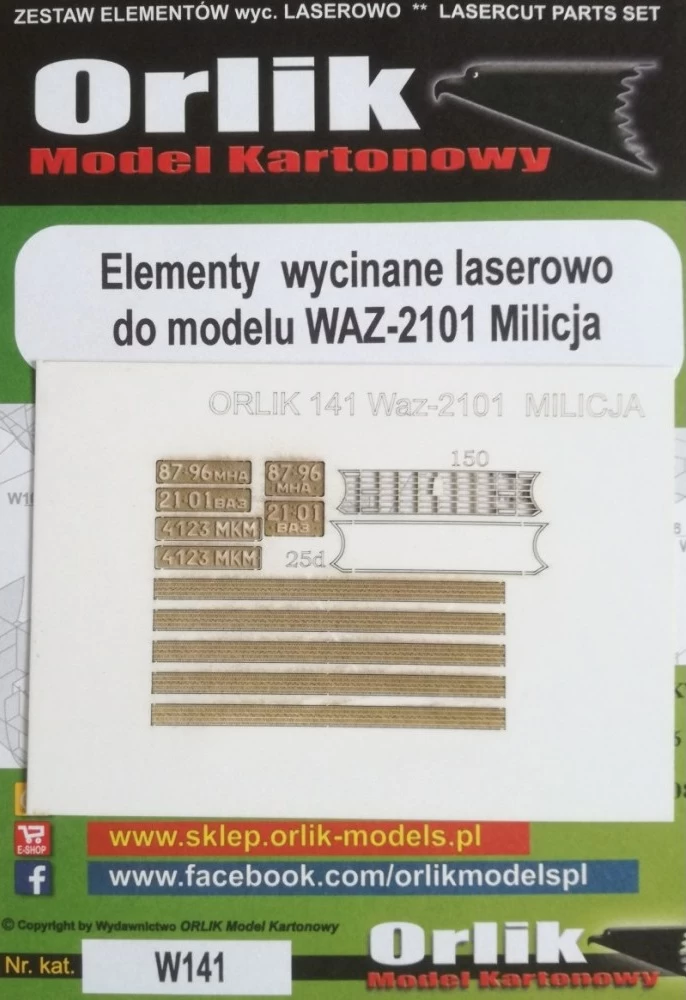 ZESTAW ELEMENTÓW wyc. LASEROWO ** LASERCUT PARTS SET
Orlik
Model Kartonowy
Elementy wycinane laserowo
do modelu WAZ-2101 Milicja
ORLIK 141 Waz-2101 MILICJA
150
87-96 МНА
87-96
МНА
21-01 ВАЗ
21-01
ВАЗ
4123 МКМ
4123 МКМ
25d
www.sklep.orlik-models.pl
E-SHOP
www.facebook.com/orlikmodelspl
© Copyright by Wydawnictwo ORLIK Model Kartonowy
Nr. kat. W141
Orlik
Model Kartonowy